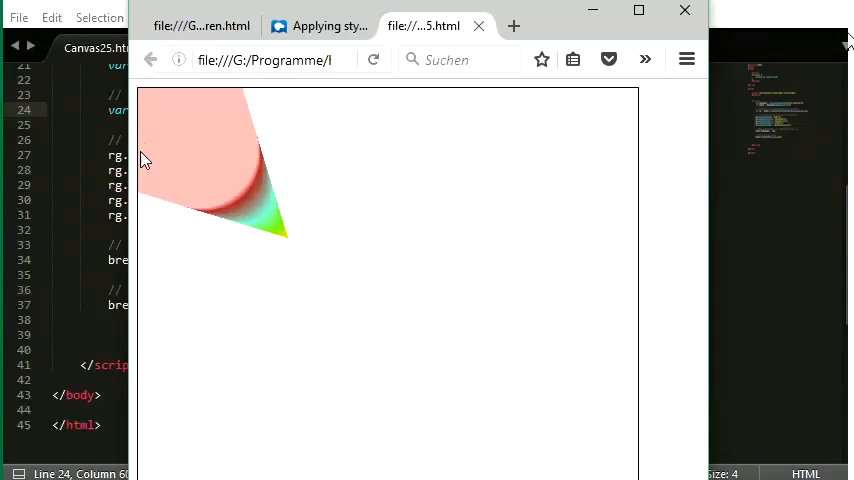 File Edit Selection
file:///G...ren.html
Applying sty...
file://...5.html
Canvas25.htm
file:///G:/Programme/
Suchen
21 var
22
23 //
24 var
25
26 //
27 rg.
28 rg.
29 rg.
30 rg.
31 rg.
32
33 //
34 bre
35
36 //
37 bre
38
39
40
41 </scrip
42
43 </body>
44
45 </html>
Line 24, Column 60
Size: 4
HTML